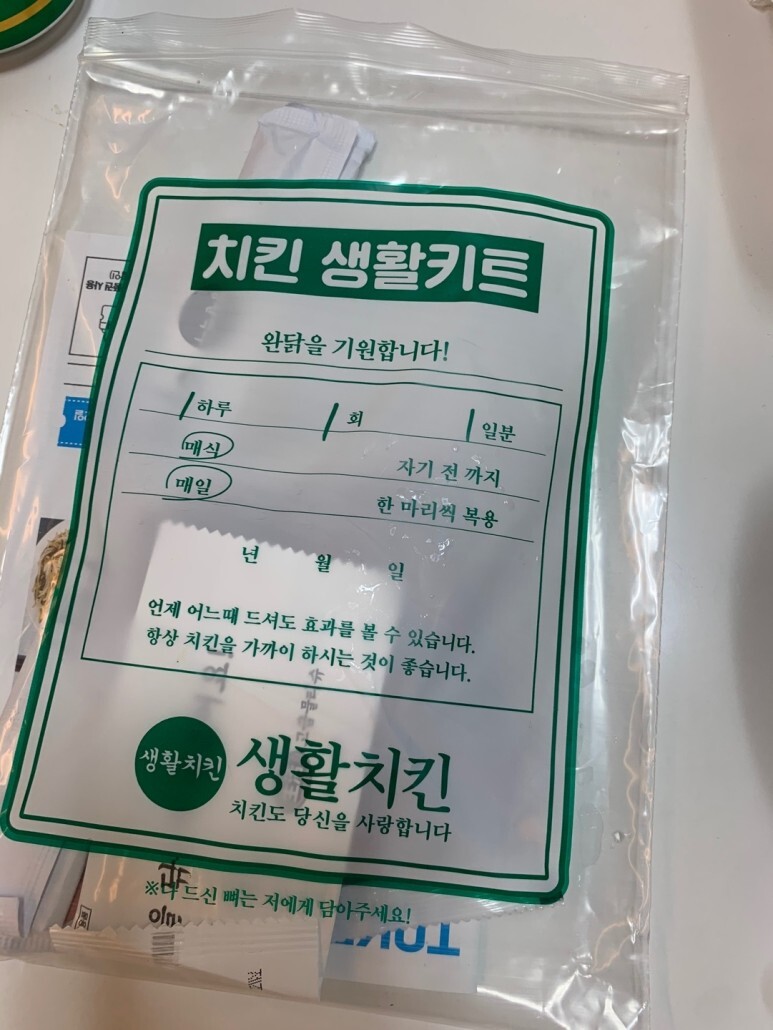 치킨 생활키트
완닭을 기원합니다!
/하루 /회 /일분
매식 자기 전 까지
매일 한 마리씩 복용
년 월 일
언제 어느때 드셔도 효과를 볼 수 있습니다.
항상 치킨을 가까이 하시는 것이 좋습니다.
생활치킨 생활치킨
치킨도 당신을 사랑합니다
※다 드신 뼈는 저에게 담아주세요!